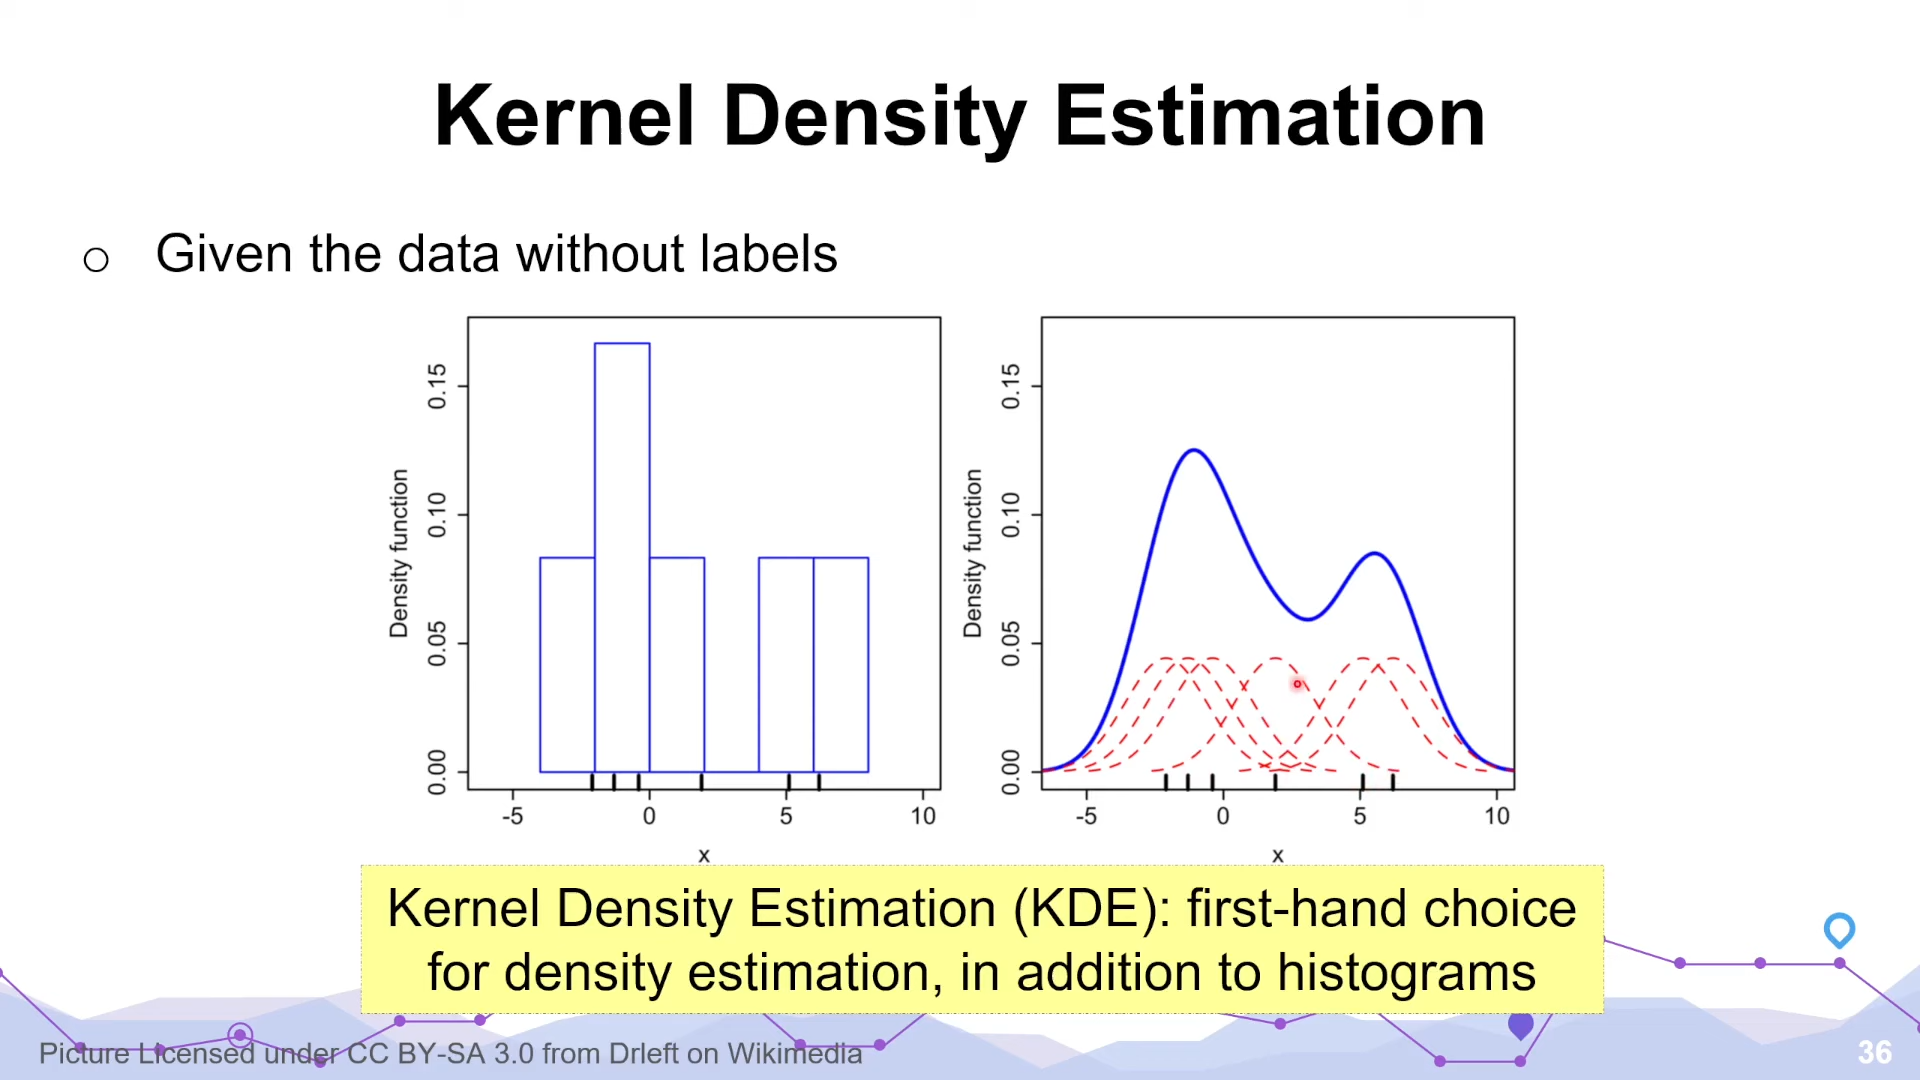 Kernel Density Estimation
Given the data without labels
Density function
0.00 0.05 0.10 0.15
-5 0 5 10
x
Density function
0.00 0.05 0.10 0.15
-5 0 5 10
x
Kernel Density Estimation (KDE): first-hand choice
for density estimation, in addition to histograms
Picture Licensed under CC BY-SA 3.0 from Drleft on Wikimedia
36